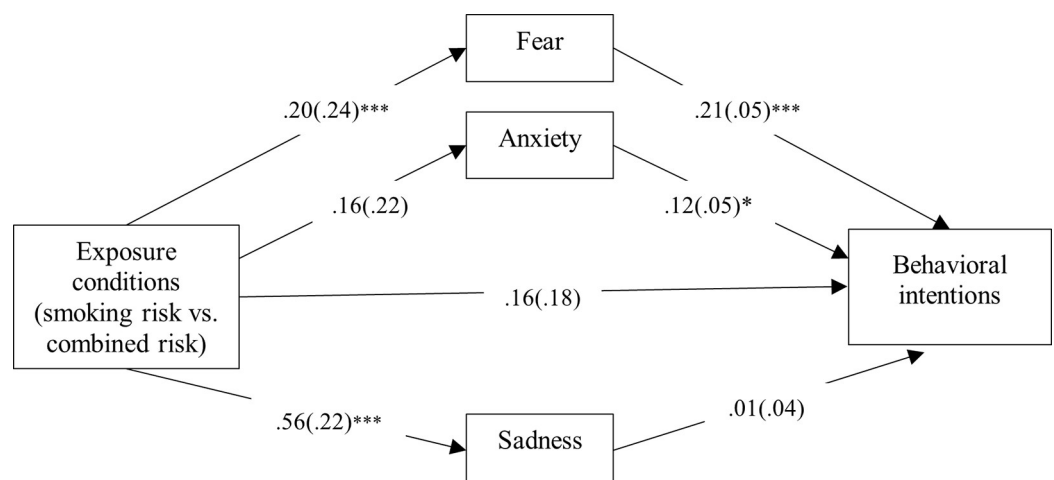 Fear
.20(.24)***
.21(.05)***
Anxiety
.16(.22)
.12(.05)*
Exposure
conditions
(smoking risk vs.
combined risk)
Behavioral
intentions
.16(.18)
.56(.22)***
.01(.04)
Sadness